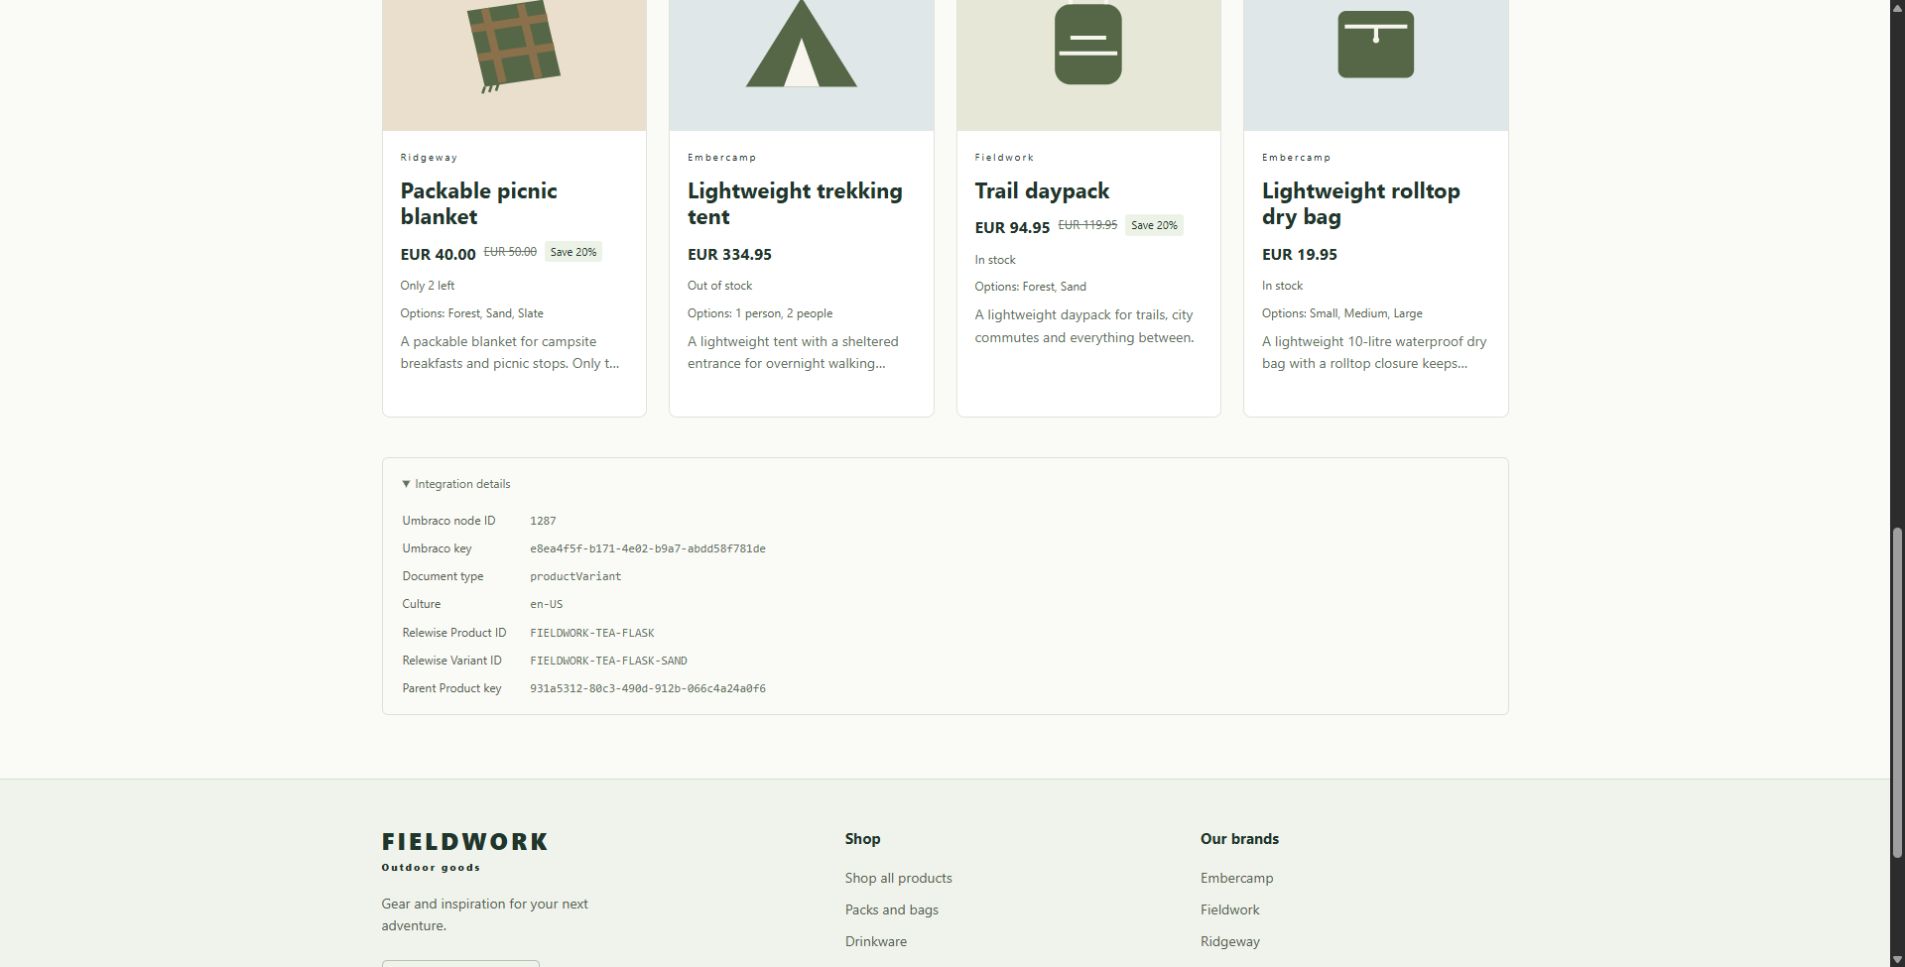 Ridgeway
Packable picnic
blanket
EUR 40.00 EUR 50.00 Save 20%
Only 2 left
Options: Forest, Sand, Slate
A packable blanket for campsite
breakfasts and picnic stops. Only t...
Embercamp
Lightweight trekking
tent
EUR 334.95
Out of stock
Options: 1 person, 2 people
A lightweight tent with a sheltered
entrance for overnight walking...
Fieldwork
Trail daypack
EUR 94.95 EUR 119.95 Save 20%
In stock
Options: Forest, Sand
A lightweight daypack for trails, city
commutes and everything between.
Embercamp
Lightweight rolltop
dry bag
EUR 19.95
In stock
Options: Small, Medium, Large
A lightweight 10-litre waterproof dry
bag with a rolltop closure keeps...
▼ Integration details
Umbraco node ID 1287
Umbraco key e8ea4f5f-b171-4e02-b9a7-abdd58f781de
Document type productVariant
Culture en-US
Relewise Product ID FIELDWORK-TEA-FLASK
Relewise Variant ID FIELDWORK-TEA-FLASK-SAND
Parent Product key 931a5312-80c3-490d-912b-066c4a24a0f6
FIELDWORK
Outdoor goods
Gear and inspiration for your next
adventure.
Shop
Shop all products
Packs and bags
Drinkware
Our brands
Embercamp
Fieldwork
Ridgeway